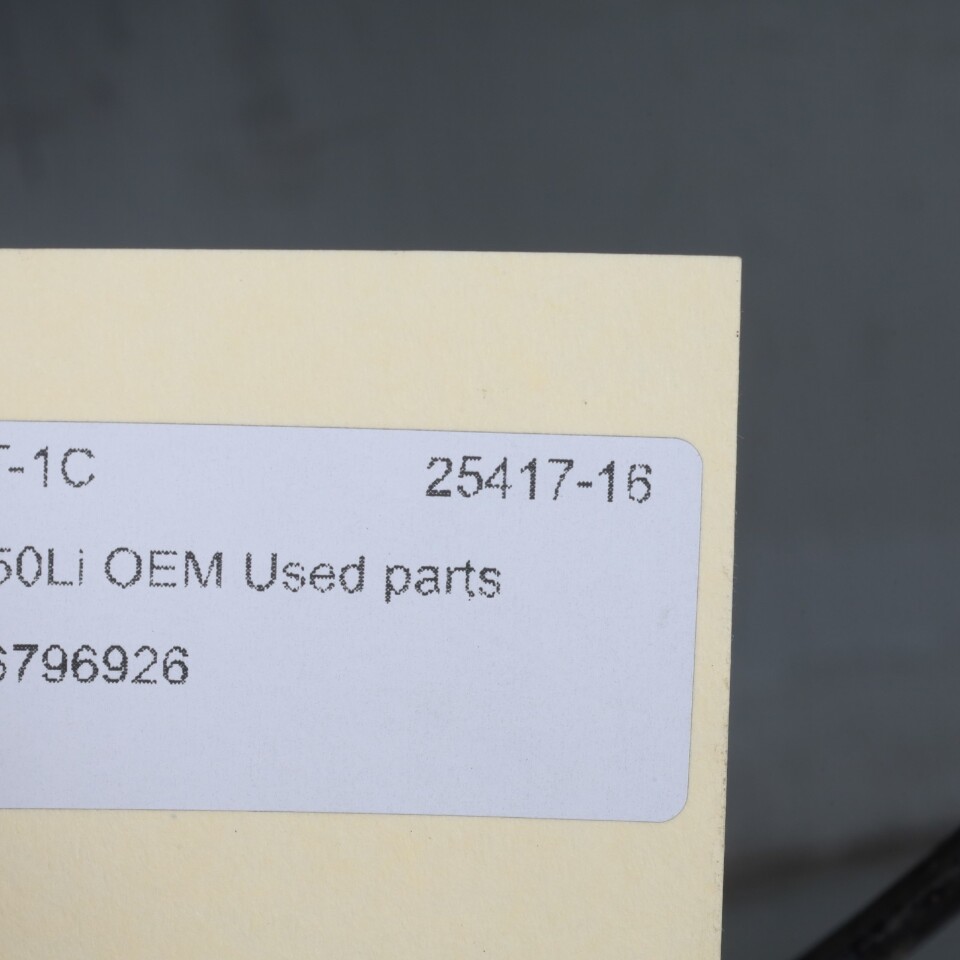 T-1C 25417-16
50Li OEM Used parts
6796926